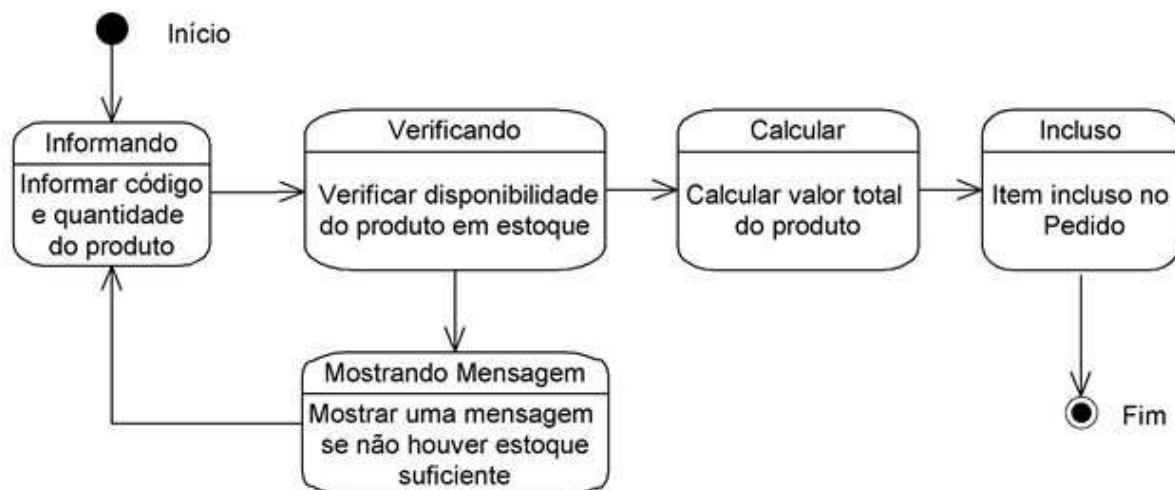 Início
Informando
Informar código
e quantidade
do produto
Verificando
Verificar disponibilidade
do produto em estoque
Calcular
Calcular valor total
do produto
Incluso
Item incluso no
Pedido
Mostrando Mensagem
Mostrar uma mensagem
se não houver estoque
suficiente
Fim